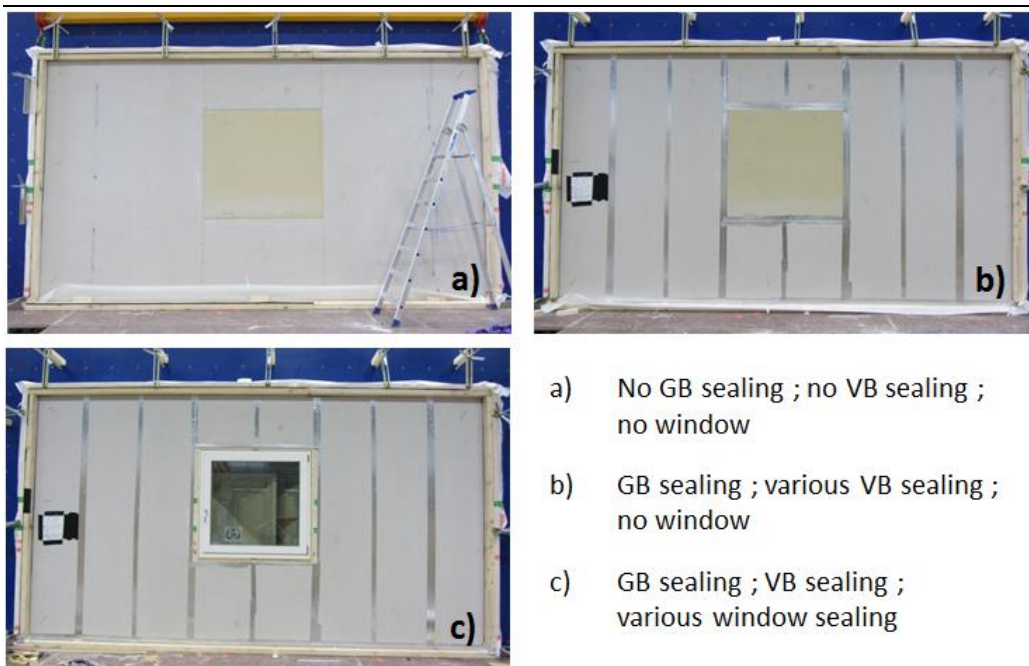 a)
b)
c)
a) No GB sealing ; no VB sealing ;
no window
b) GB sealing ; various VB sealing ;
no window
c) GB sealing ; VB sealing ;
various window sealing